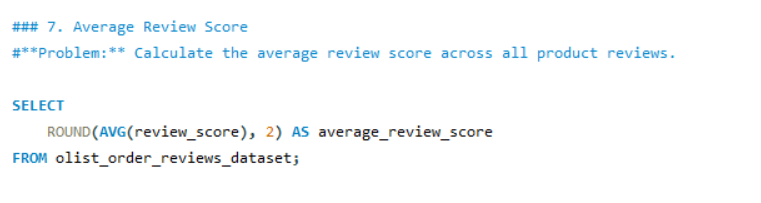 ### 7. Average Review Score
#**Problem:** Calculate the average review score across all product reviews.
SELECT
ROUND(AVG(review_score), 2) AS average_review_score
FROM olist_order_reviews_dataset;